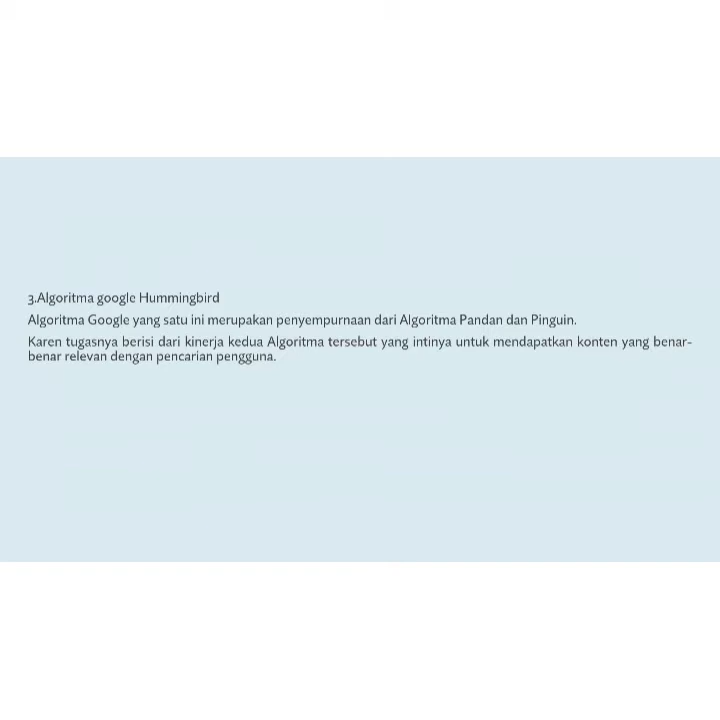 3.Algoritma google Hummingbird
Algoritma Google yang satu ini merupakan penyempurnaan dari Algoritma Pandan dan Pinguin.
Karen tugasnya berisi dari kinerja kedua Algoritma tersebut yang intinya untuk mendapatkan konten yang benar-
benar relevan dengan pencarian pengguna.